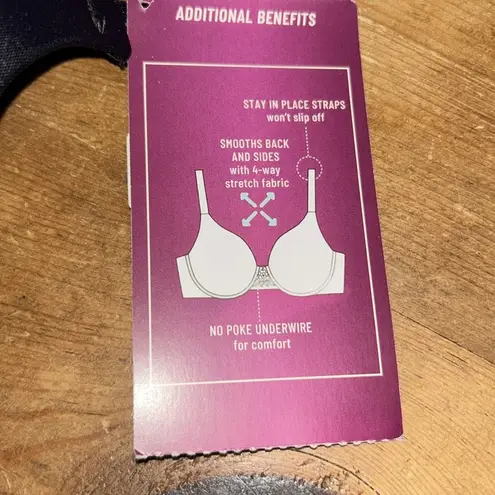 ADDITIONAL BENEFITS
STAY IN PLACE STRAPS
won't slip off
SMOOTHS BACK
AND SIDES
with 4-way
stretch fabric
NO POKE UNDERWIRE
for comfort